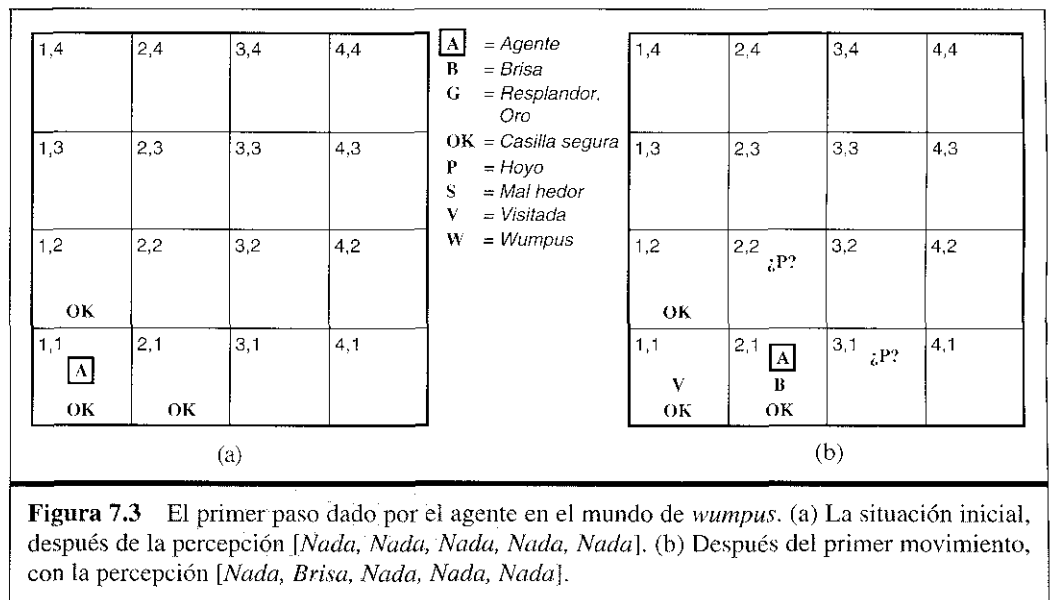 1,4 2,4 3,4 4,4
1,3 2,3 3,3 4,3
1,2 2,2 3,2 4,2
OK
1,1 2,1 3,1 4,1
A
OK OK
(a)
A = Agente
B = Brisa
G = Resplandor,
Oro
OK = Casilla segura
P = Hoyo
S = Mal hedor
V = Visitada
W = Wumpus
1,4 2,4 3,4 4,4
1,3 2,3 3,3 4,3
1,2 2,2 3,2 4,2
¿P?
OK
1,1 2,1 3,1 4,1
A ¿P?
V B
OK OK
(b)
Figura 7.3 El primer paso dado por el agente en el mundo de wumpus. (a) La situación inicial,
después de la percepción [Nada, Nada, Nada, Nada, Nada]. (b) Después del primer movimiento,
con la percepción [Nada, Brisa, Nada, Nada, Nada].